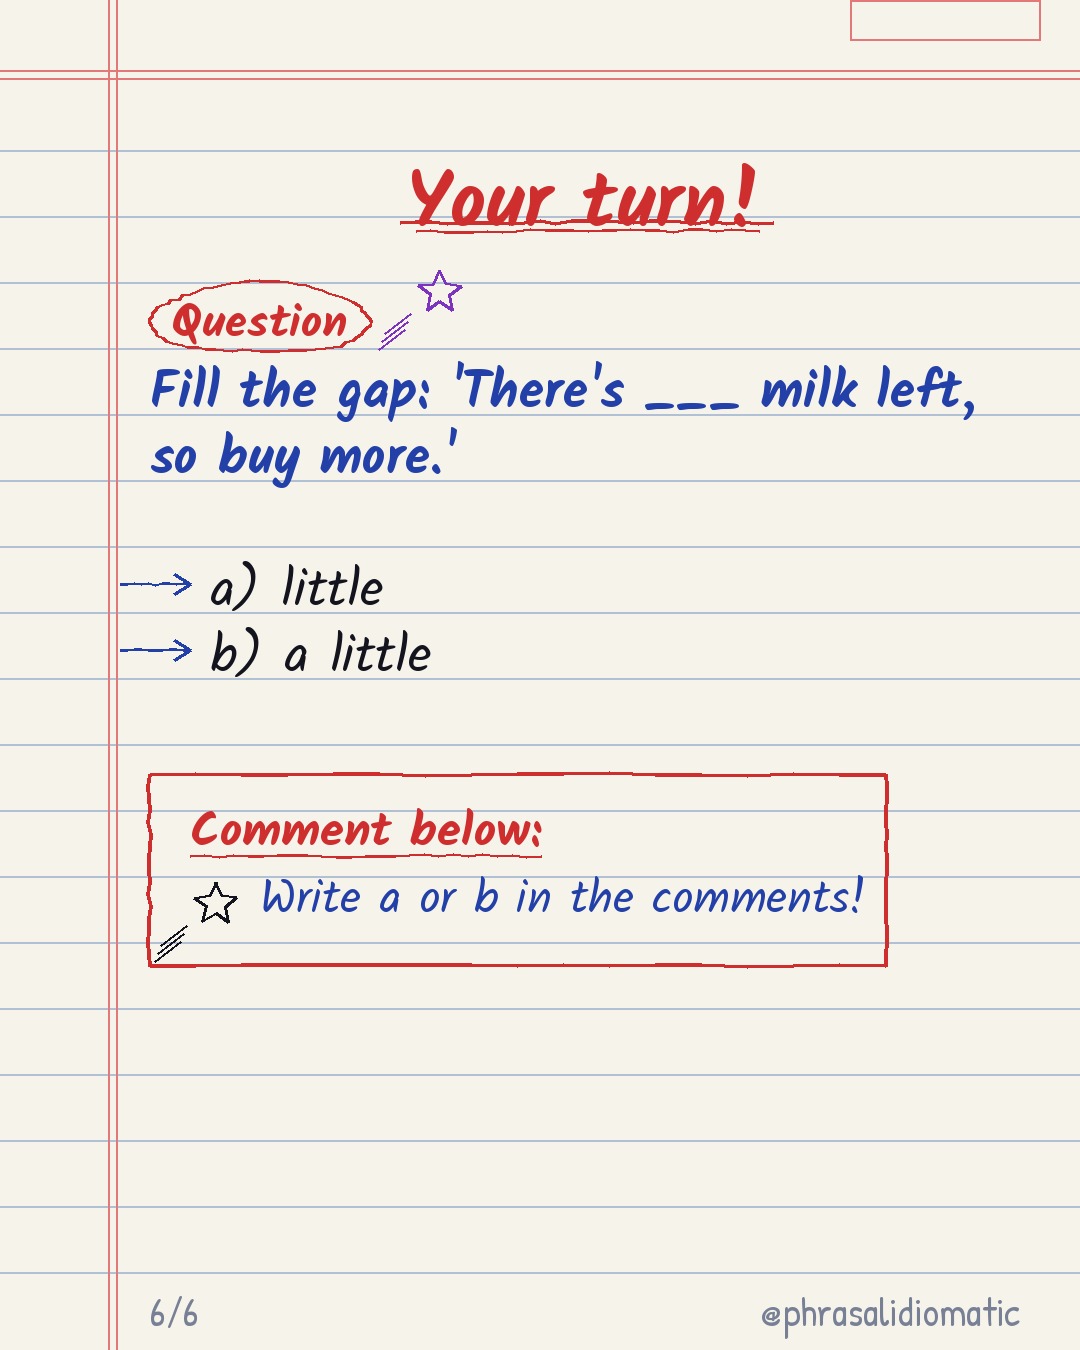 Your turn!
Question
Fill the gap: 'There's ___ milk left,
so buy more.'
a) little
b) a little
Comment below:
Write a or b in the comments!
6/6
@phrasalidiomatic